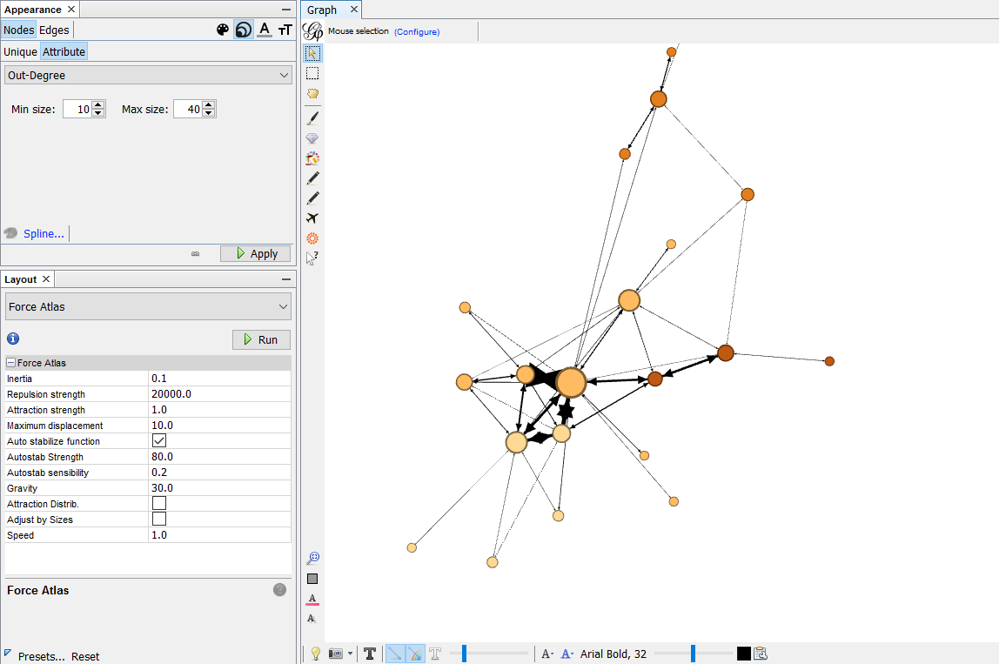 Appearance
Nodes Edges
A
тT
Unique Attribute
Out-Degree
Min size: 10 Max size: 40
Spline...
Apply
Layout
Force Atlas
Run
Force Atlas
Inertia 0.1
Repulsion strength 20000.0
Attraction strength 1.0
Maximum displacement 10.0
Auto stabilize function
Autostab Strength 80.0
Autostab sensibility 0.2
Gravity 30.0
Attraction Distrib.
Adjust by Sizes
Speed 1.0
Force Atlas
?
Presets... Reset
Graph
Mouse selection (Configure)
?
A
A
T T A- A- Arial Bold, 32